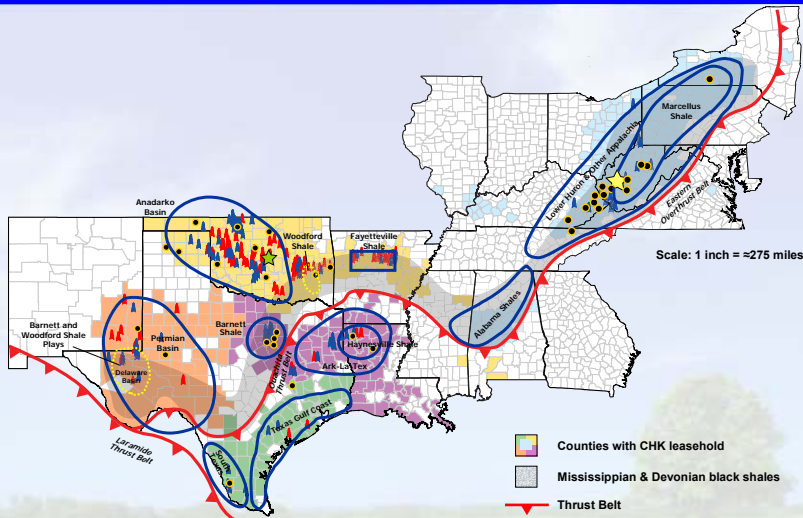 Marcellus
Shale
Lower Huron & Other Appalachia
Eastern
Overthrust Belt
Scale: 1 inch = ≈275 miles
Anadarko
Basin
Woodford
Shale
Fayetteville
Shale
Alabama Shales
Barnett and
Woodford Shale
Plays
Permian
Basin
Delaware
Basin
Barnett
Shale
Ouachita
Thrust Belt
Haynesville Shale
Ark-La-Tex
Texas Gulf Coast
South
Texas
Laramide
Thrust Belt
Counties with CHK leasehold
Mississippian & Devonian black shales
Thrust Belt